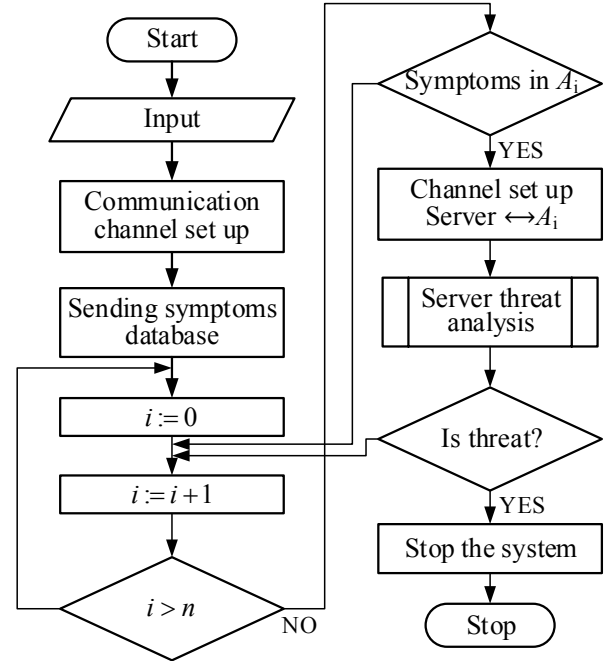 Start
Input
Communication
channel set up
Sending symptoms
database
i := 0
i := i + 1
i > n
NO
Symptoms in Ai
YES
Channel set up
Server ↔Ai
Server threat
analysis
Is threat?
YES
Stop the system
Stop